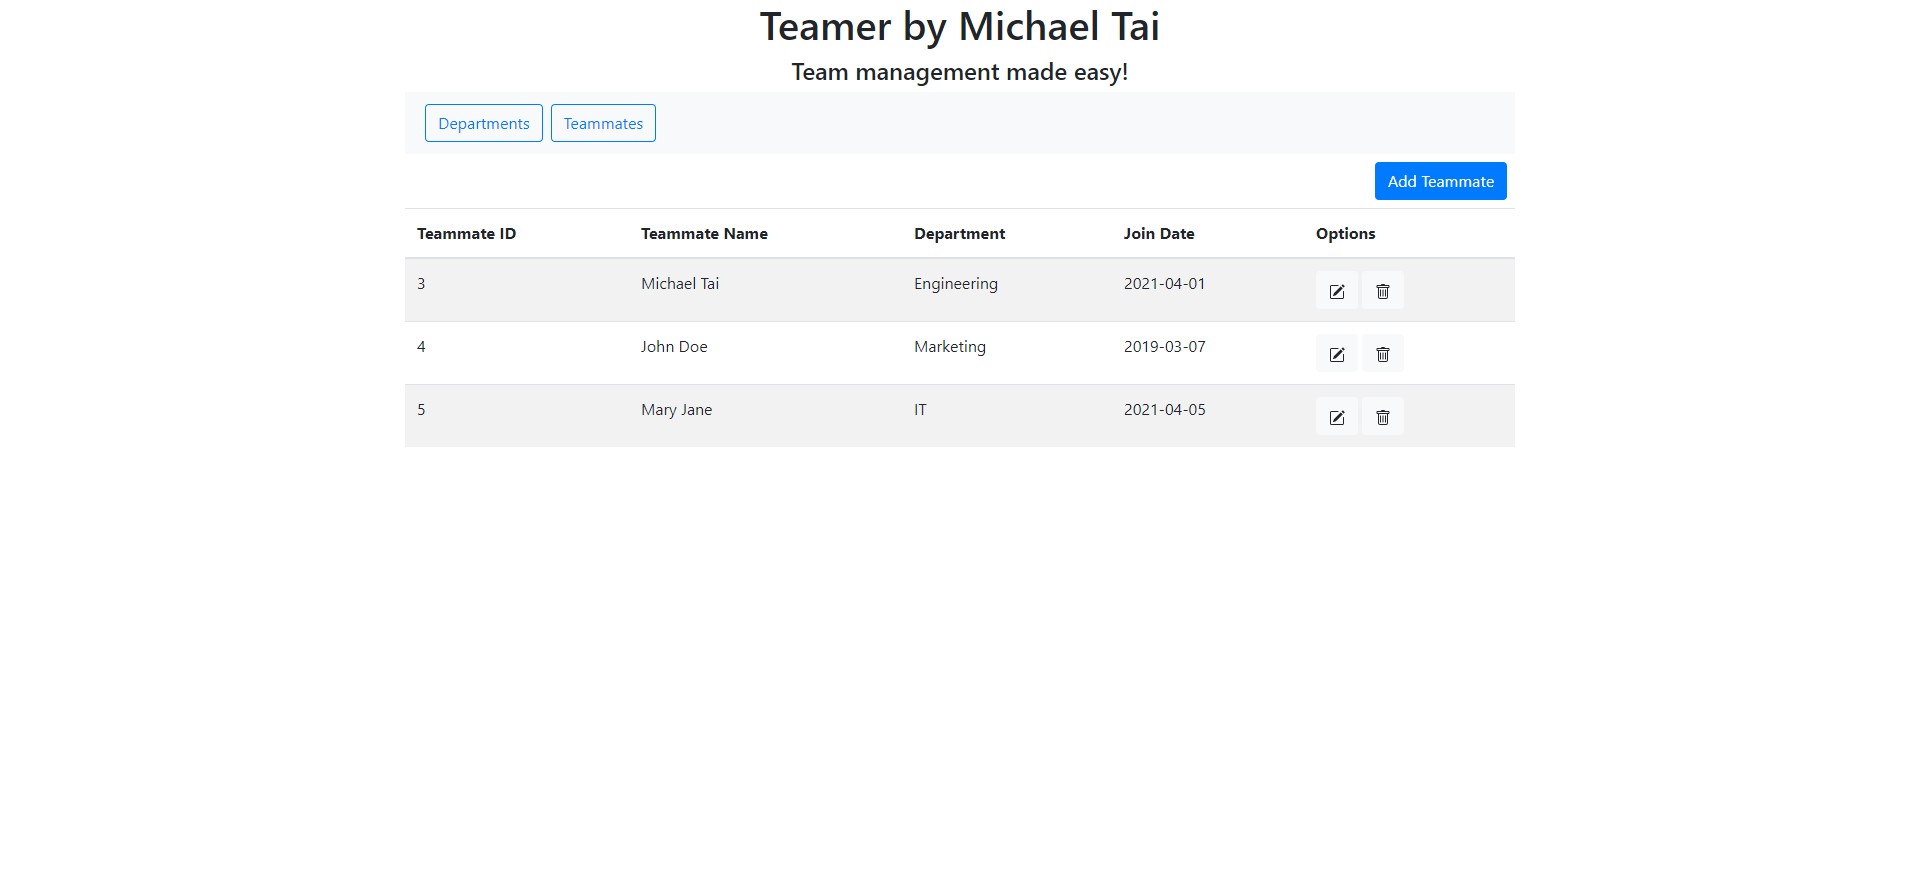 Teamer by Michael Tai
Team management made easy!
Departments Teammates
Add Teammate
Teammate ID Teammate Name Department Join Date Options
3 Michael Tai Engineering 2021-04-01
4 John Doe Marketing 2019-03-07
5 Mary Jane IT 2021-04-05